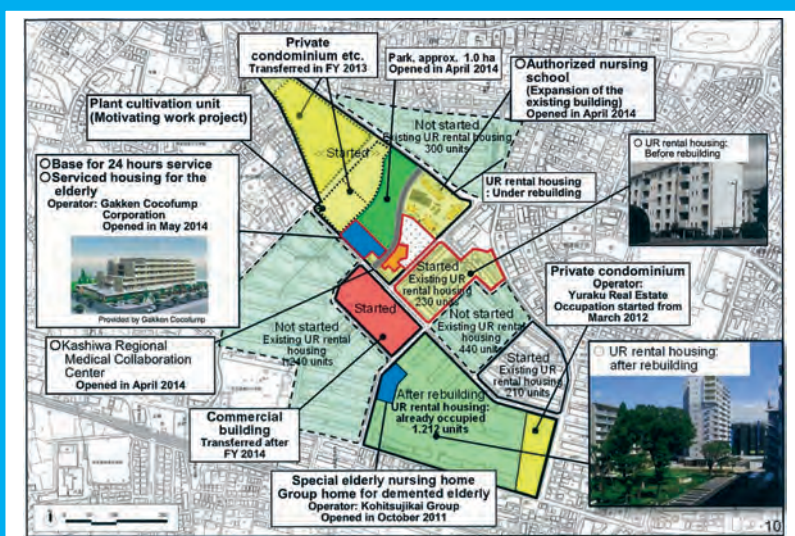 Private
condominium etc.
Transferred in FY 2013
Park, approx. 1.0 ha
Opened in April 2014
○Authorized nursing
school
(Expansion of the
existing building)
Opened in April 2014
Plant cultivation unit
(Motivating work project)
Not started
Existing UR rental housing
300 units
Started
○ UR rental housing:
Before rebuilding
○Base for 24 hours service
○Serviced housing for the
elderly
Operator: Gakken Cocofump
Corporation
Opened in May 2014
Provided by Gakken Cocofump
UR rental housing
: Under rebuilding
Started
Existing UR
rental housing
230 units
Private condominium
Operator:
Yuraku Real Estate
Occupation started from
March 2012
Started
Not started
Existing UR rental
housing
1,240 units
Not started
Existing UR rental
housing
440 units
○Kashiwa Regional
Medical Collaboration
Center
Opened in April 2014
Started
Existing UR
rental housing
210 units
○ UR rental housing:
after rebuilding
After rebuilding
UR rental housing:
already occupied
1,212 units
Commercial
building
Transferred after
FY 2014
Special elderly nursing home
Group home for demented elderly
Operator: Kohitsujikai Group
Opened in October 2011
10